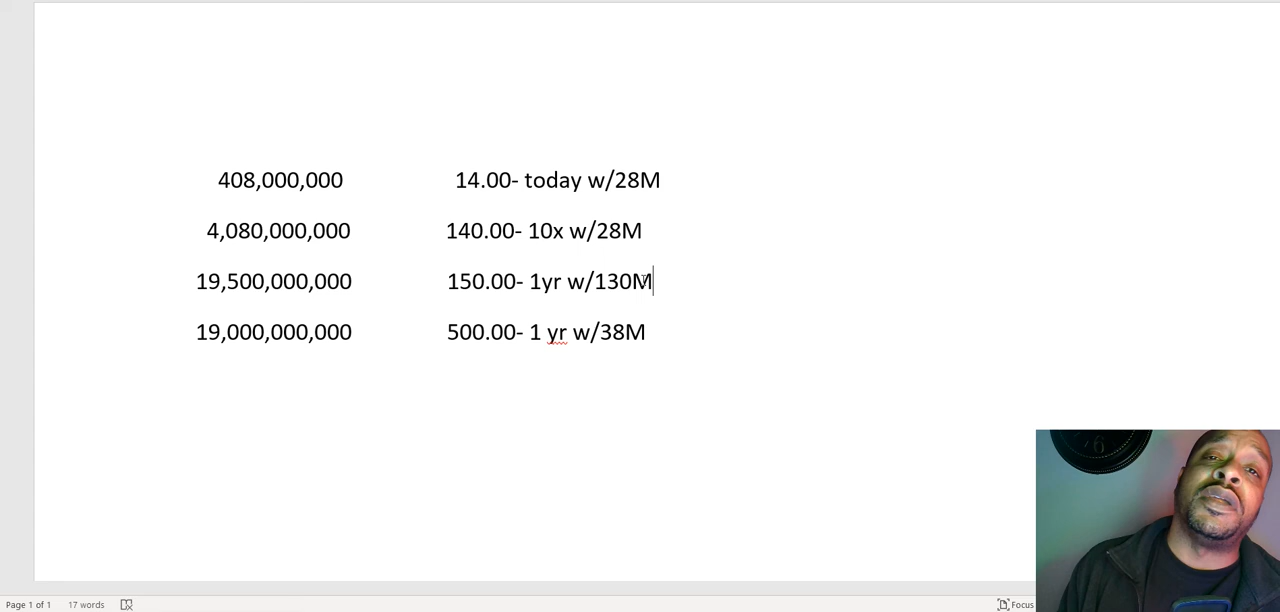 408,000,000 14.00- today w/28M
4,080,000,000 140.00- 10x w/28M
19,500,000,000 150.00- 1yr w/130M
19,000,000,000 500.00- 1 yr w/38M
Page 1 of 1 17 words Focus